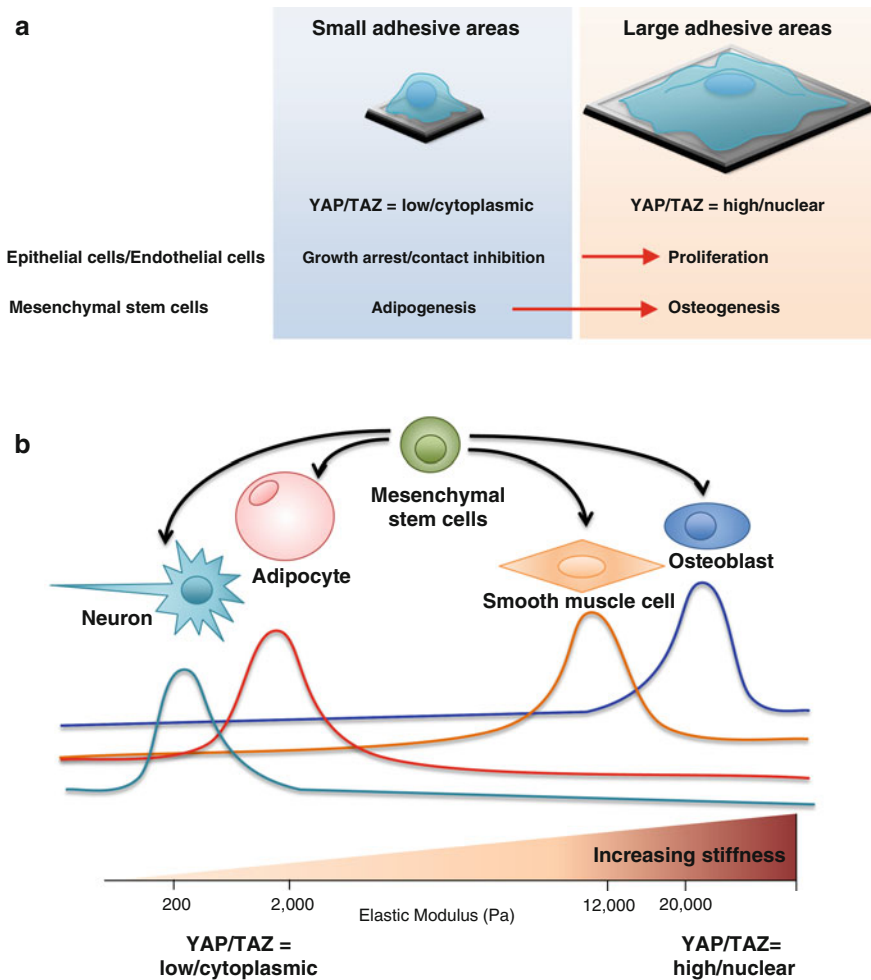 a
Small adhesive areas
Large adhesive areas
YAP/TAZ = low/cytoplasmic
YAP/TAZ = high/nuclear
Epithelial cells/Endothelial cells
Growth arrest/contact inhibition
Proliferation
Mesenchymal stem cells
Adipogenesis
Osteogenesis
b
Mesenchymal
stem cells
Neuron
Adipocyte
Smooth muscle cell
Osteoblast
Increasing stiffness
200
2,000
Elastic Modulus (Pa)
12,000
20,000
YAP/TAZ =
low/cytoplasmic
YAP/TAZ=
high/nuclear